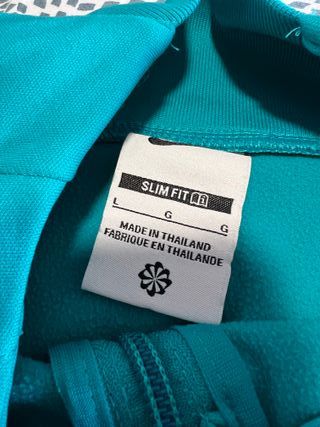 SLIM FIT
L G G
MADE IN THAILAND
FABRIQUE EN THAILANDE